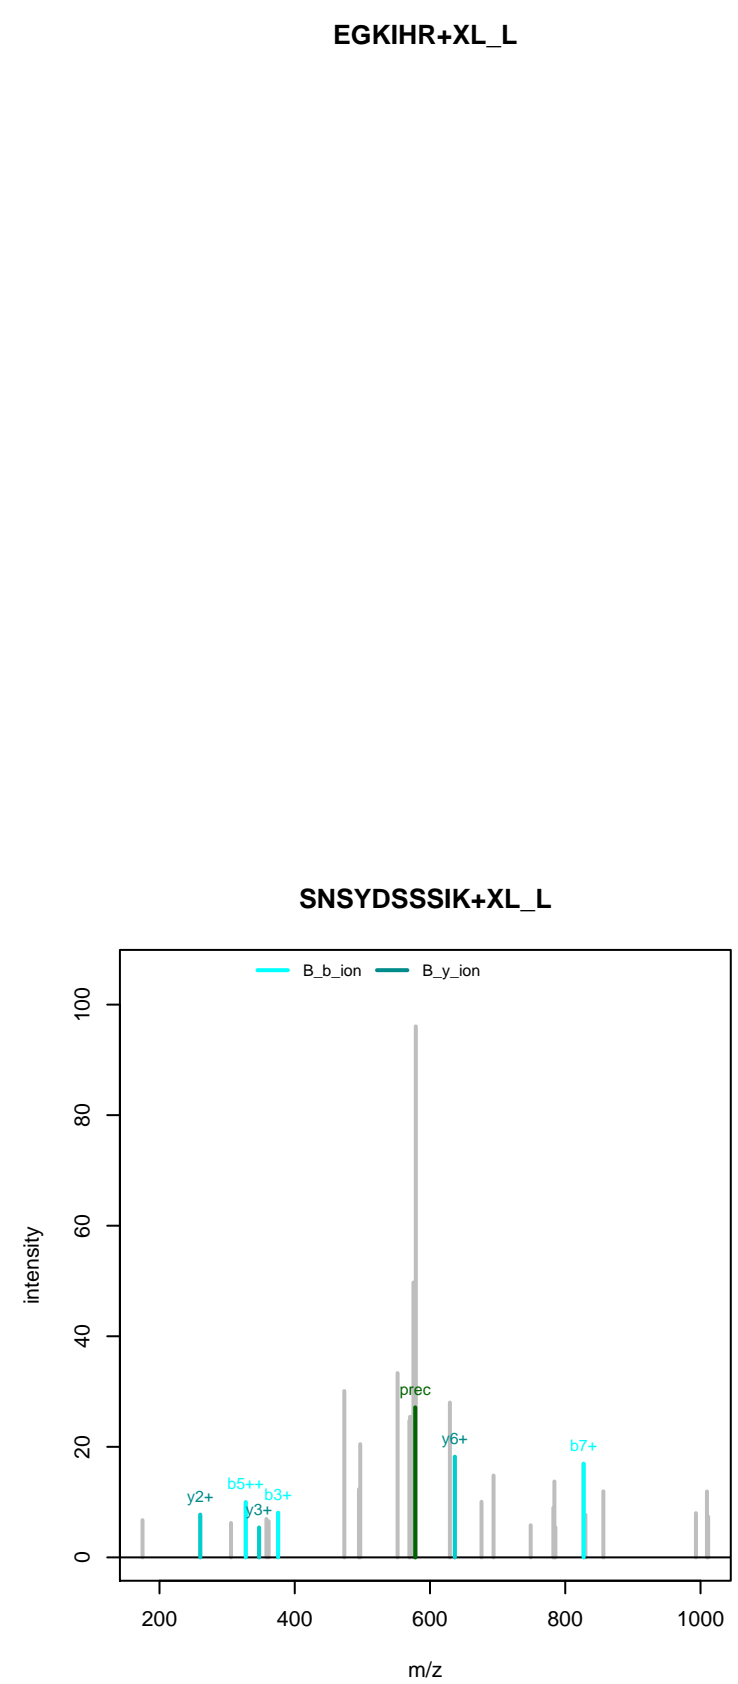 EGKIHR+XL_L
SNSYDSSSIK+XL_L
B_b_ion B_y_ion
100
80
60
40
20
0
intensity
prec
y6+
b7+
b5++
b3+
y2+
y3+
200 400 600 800 1000
m/z